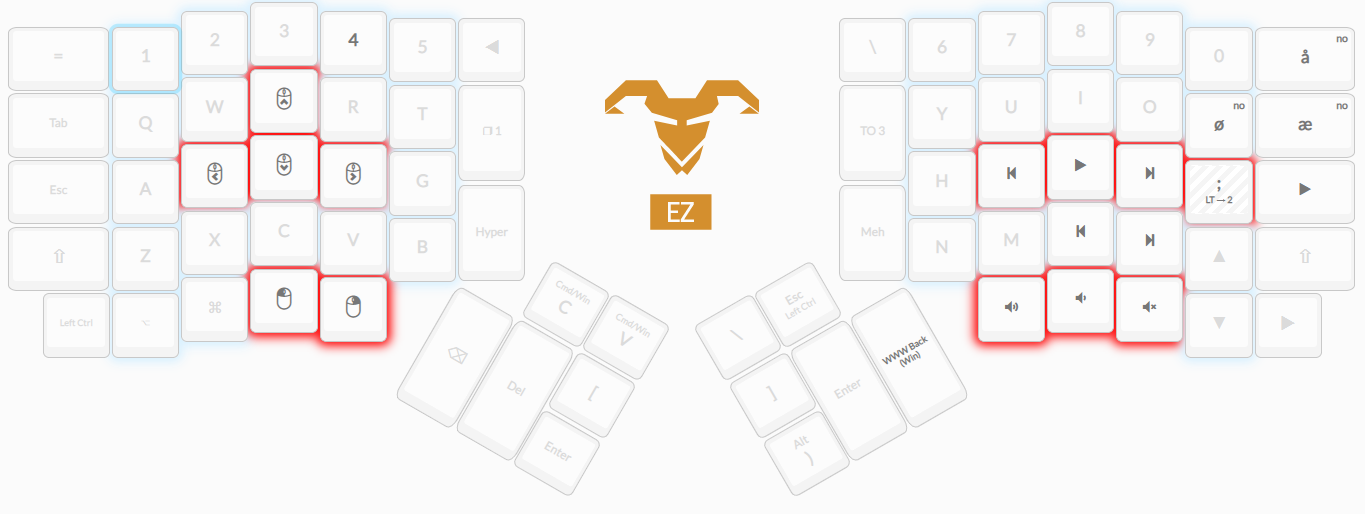 = 1 2 3 4 5 ◀
\ 6 7 8 9 0 å no
Tab Q W R T 1
TO 3 Y U I O ø no æ no
Esc A G
H ; LT → 2
Z X C V B Hyper
Meh N M
Left Ctrl ⌥ ⌘
EZ
Cmd/Win
C
Cmd/Win
V
Del
[
Enter
\
Esc
Left Ctrl
]
Enter
WWW Back
(Win)
Alt
)